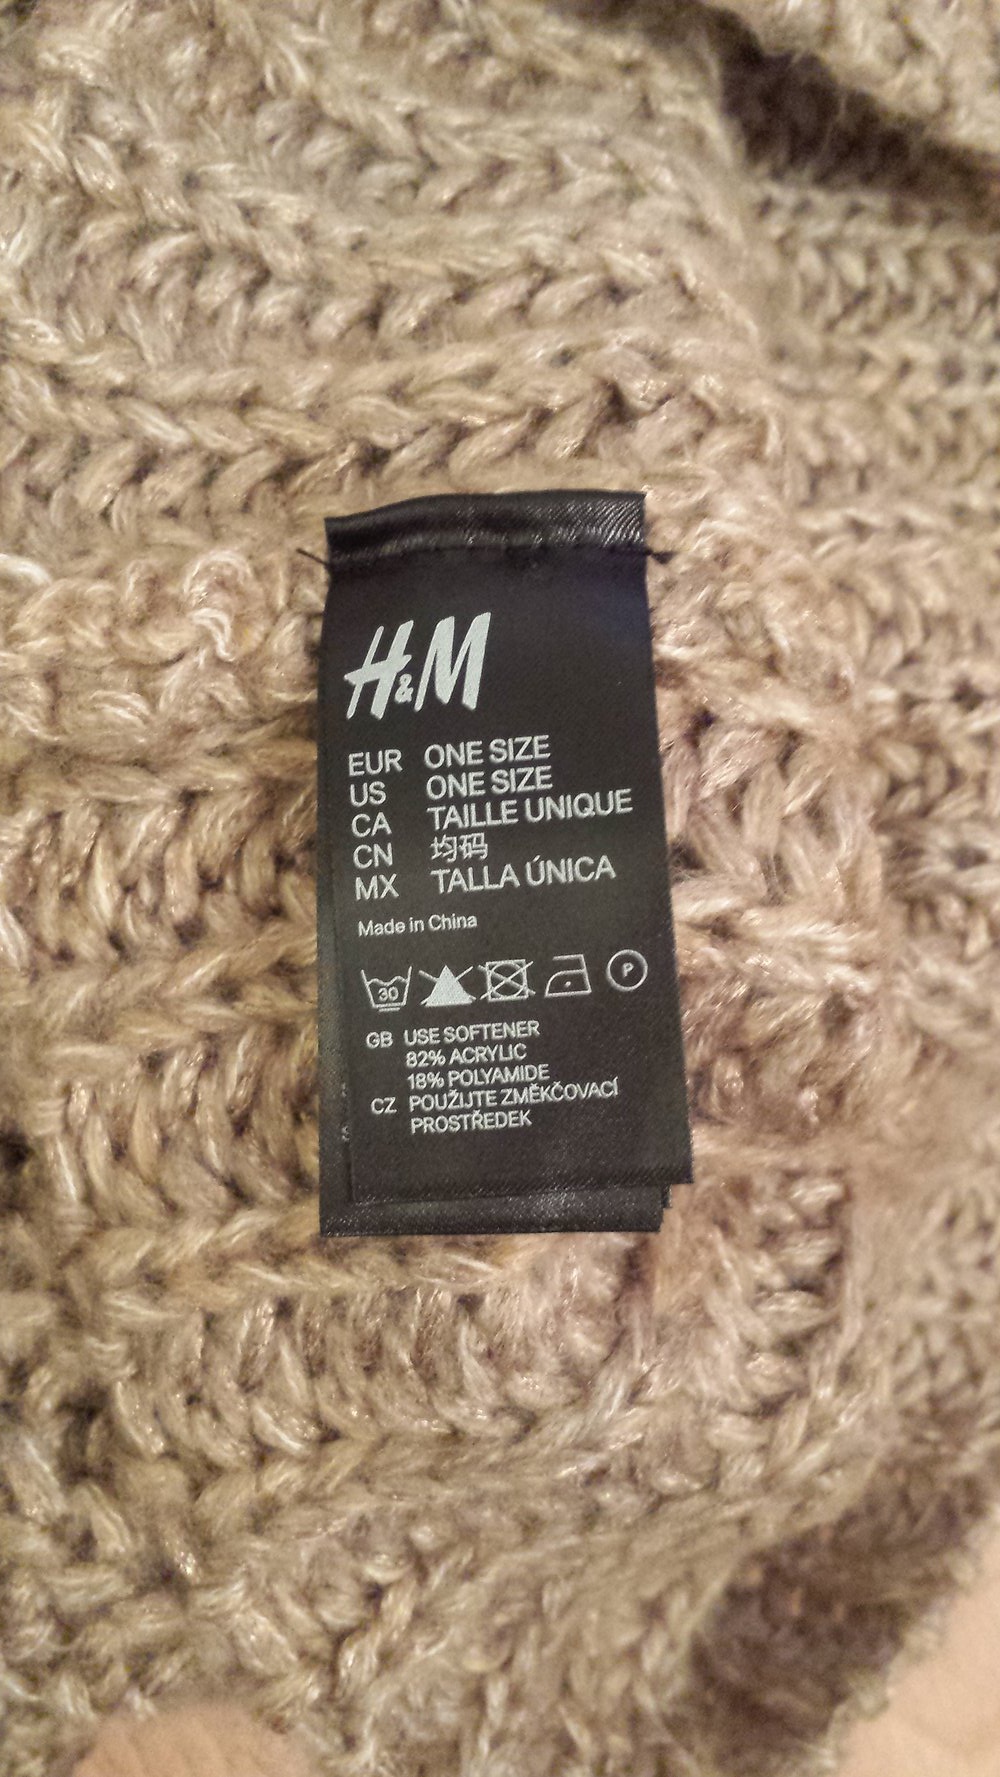 H&M
EUR ONE SIZE
US ONE SIZE
CA TAILLE UNIQUE
CN 均码
MX TALLA ÚNICA
Made in China
30 P
GB USE SOFTENER
82% ACRYLIC
18% POLYAMIDE
CZ POUŽIJTE ZMĚKČOVACÍ
PROSTŘEDEK